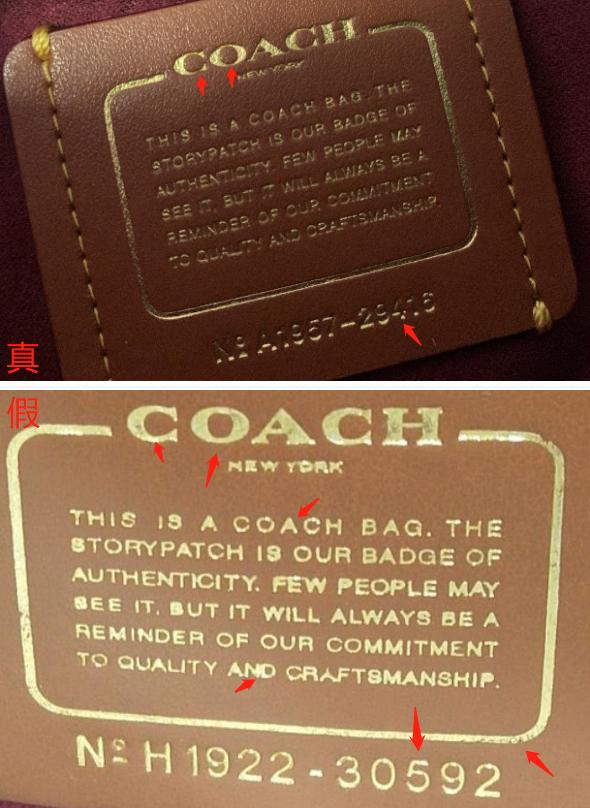 COACH
NEW YORK
THIS IS A COACH BAG. THE
STORYPATCH IS OUR BADGE OF
AUTHENTICITY. FEW PEOPLE MAY
SEE IT, BUT IT WILL ALWAYS BE A
REMINDER OF OUR COMMITMENT
TO QUALITY AND CRAFTSMANSHIP.
Nº A1957-29416
真
假
COACH
NEW YORK
THIS IS A COACH BAG. THE
STORYPATCH IS OUR BADGE OF
AUTHENTICITY. FEW PEOPLE MAY
SEE IT, BUT IT WILL ALWAYS BE A
REMINDER OF OUR COMMITMENT
TO QUALITY AND CRAFTSMANSHIP.
Nº H1922-30592